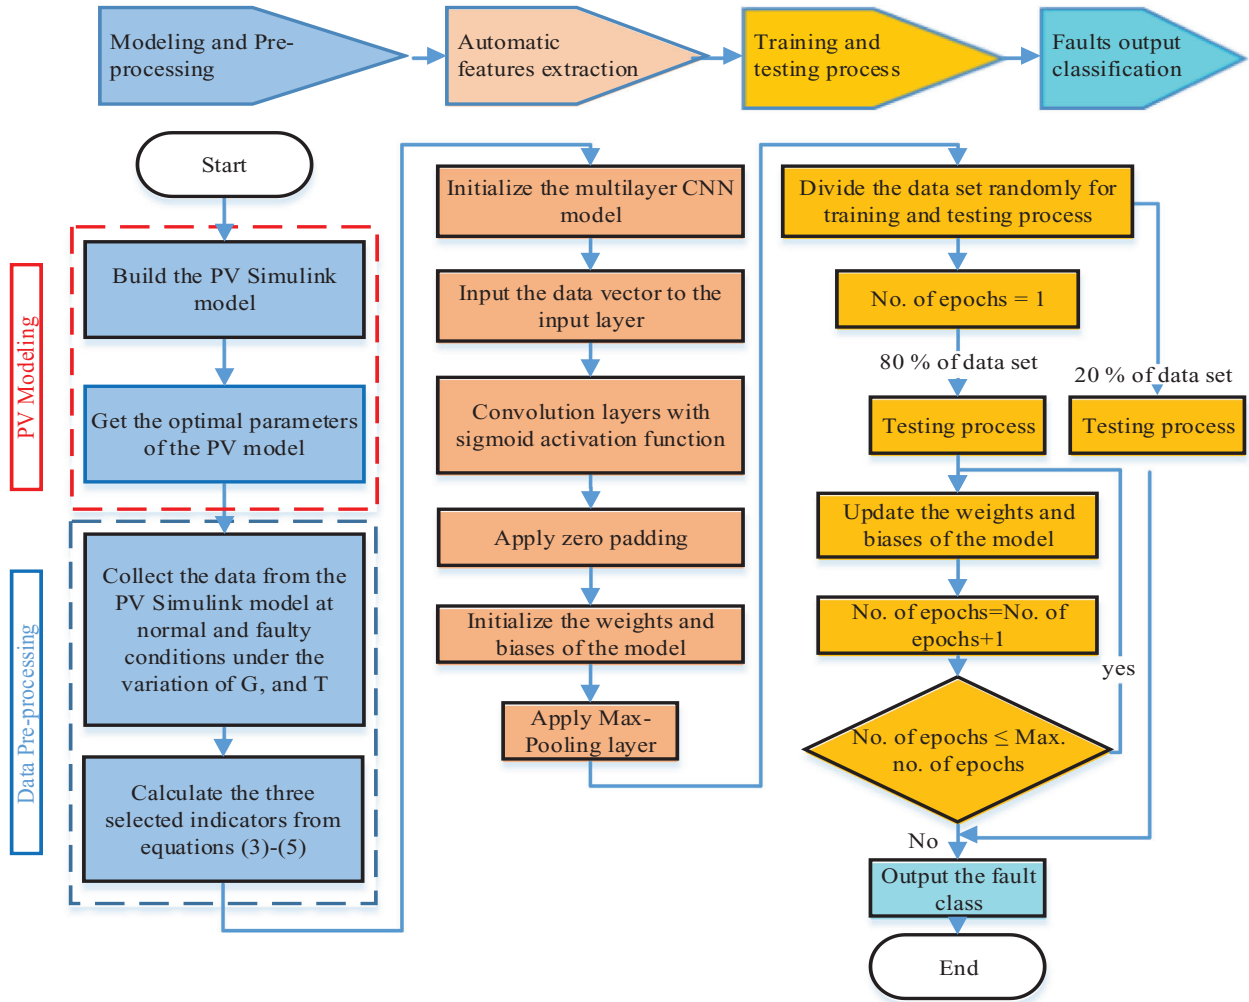 Modeling and Pre-
processing
Automatic
features extraction
Training and
testing process
Faults output
classification
Start
Build the PV Simulink
model
Get the optimal parameters
of the PV model
PV Modeling
Collect the data from the
PV Simulink model at
normal and faulty
conditions under the
variation of G, and T
Calculate the three
selected indicators from
equations (3)-(5)
Data Pre-processing
Initialize the multilayer CNN
model
Input the data vector to the
input layer
Convolution layers with
sigmoid activation function
Apply zero padding
Initialize the weights and
biases of the model
Apply Max-
Pooling layer
Divide the data set randomly for
training and testing process
No. of epochs = 1
80 % of data set
20 % of data set
Testing process
Testing process
Update the weights and
biases of the model
No. of epochs=No. of
epochs+1
yes
No. of epochs ≤ Max.
no. of epochs
No
Output the fault
class
End